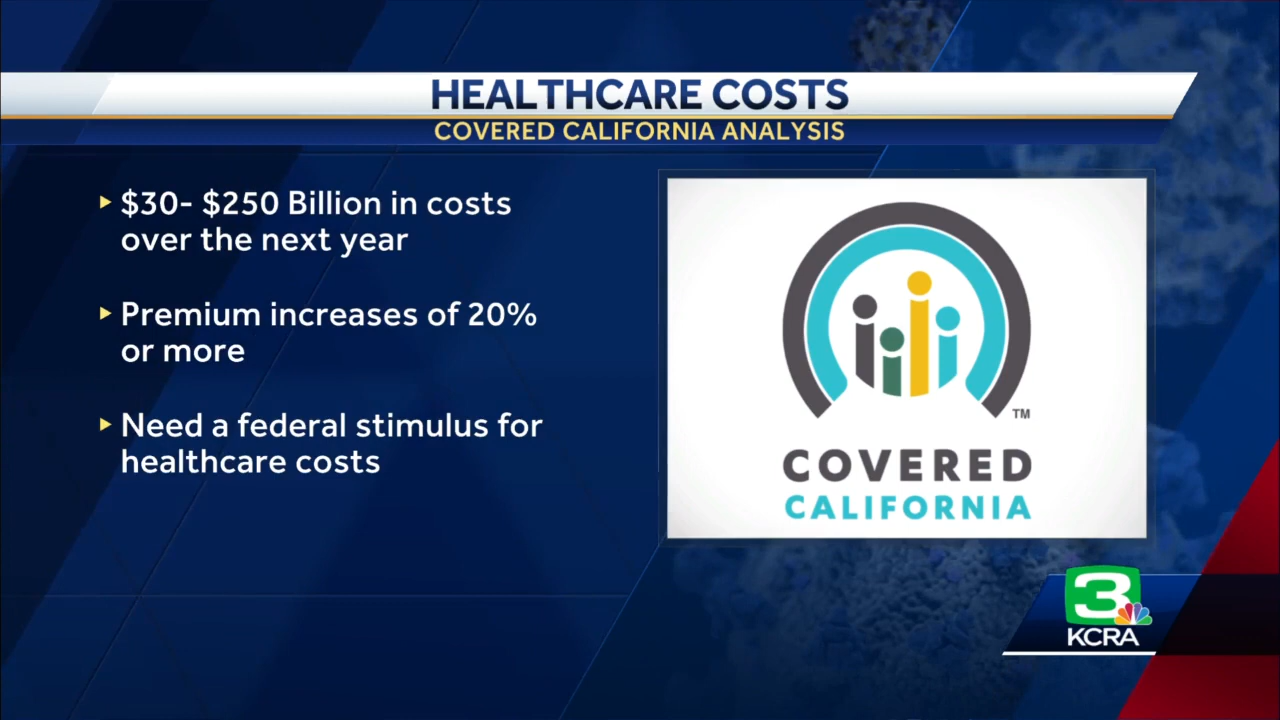 HEALTHCARE COSTS
COVERED CALIFORNIA ANALYSIS
$30- $250 Billion in costs
over the next year
Premium increases of 20%
or more
Need a federal stimulus for
healthcare costs
TM
COVERED
CALIFORNIA
3
KCRA